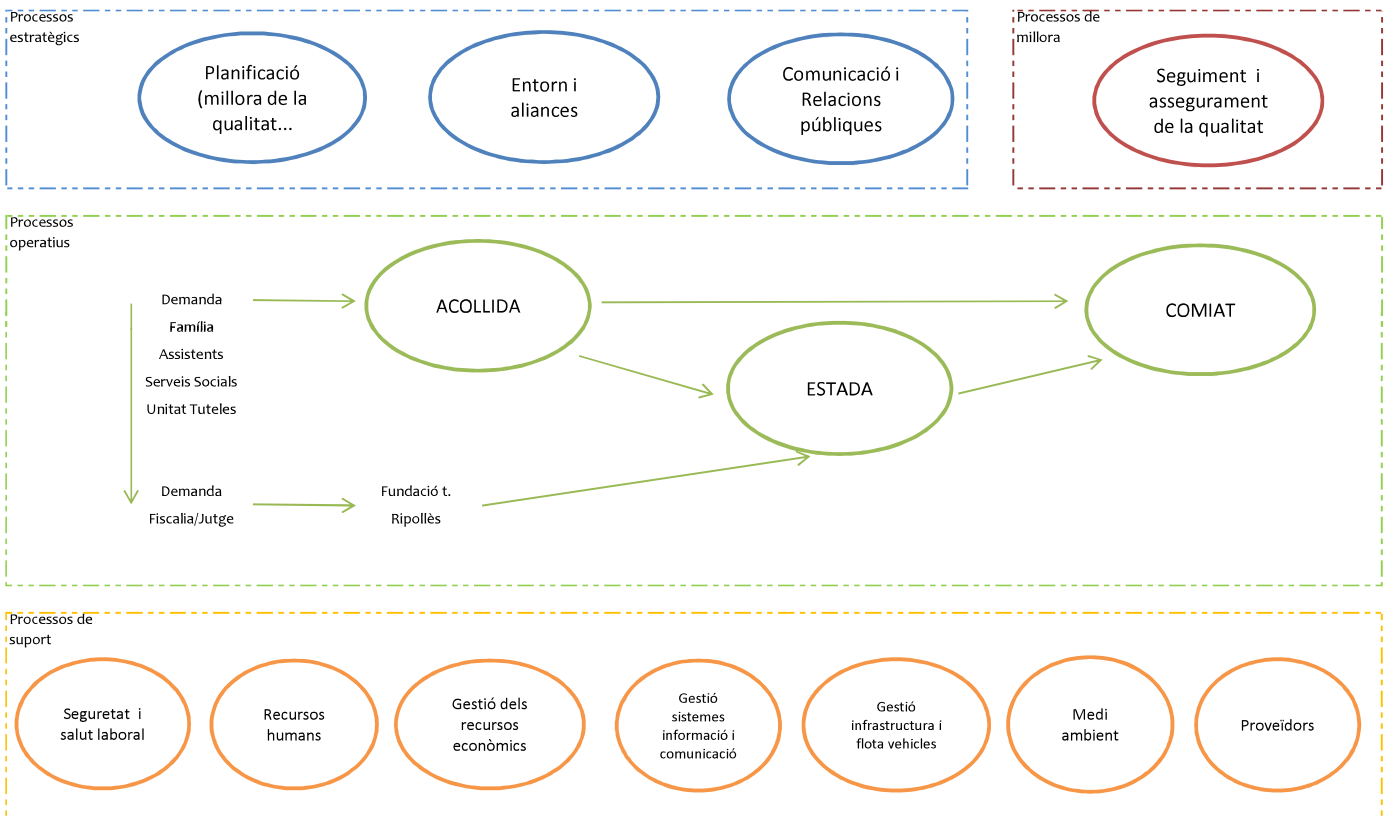 Processos
estratègics
Planificació
(millora de la
qualitat...
Entorn i
aliances
Comunicació i
Relacions
públiques
Processos de
millora
Seguiment i
assegurament
de la qualitat
Processos
operatius
Demanda
Família
Assistents
Serveis Socials
Unitat Tuteles
ACOLLIDA
ESTADA
COMIAT
Demanda
Fiscalia/Jutge
Fundació t.
Ripollès
Processos de
suport
Seguretat i
salut laboral
Recursos
humans
Gestió dels
recursos
econòmics
Gestió
sistemes
informació i
comunicació
Gestió
infrastructura i
flota vehicles
Medi
ambient
Proveïdors